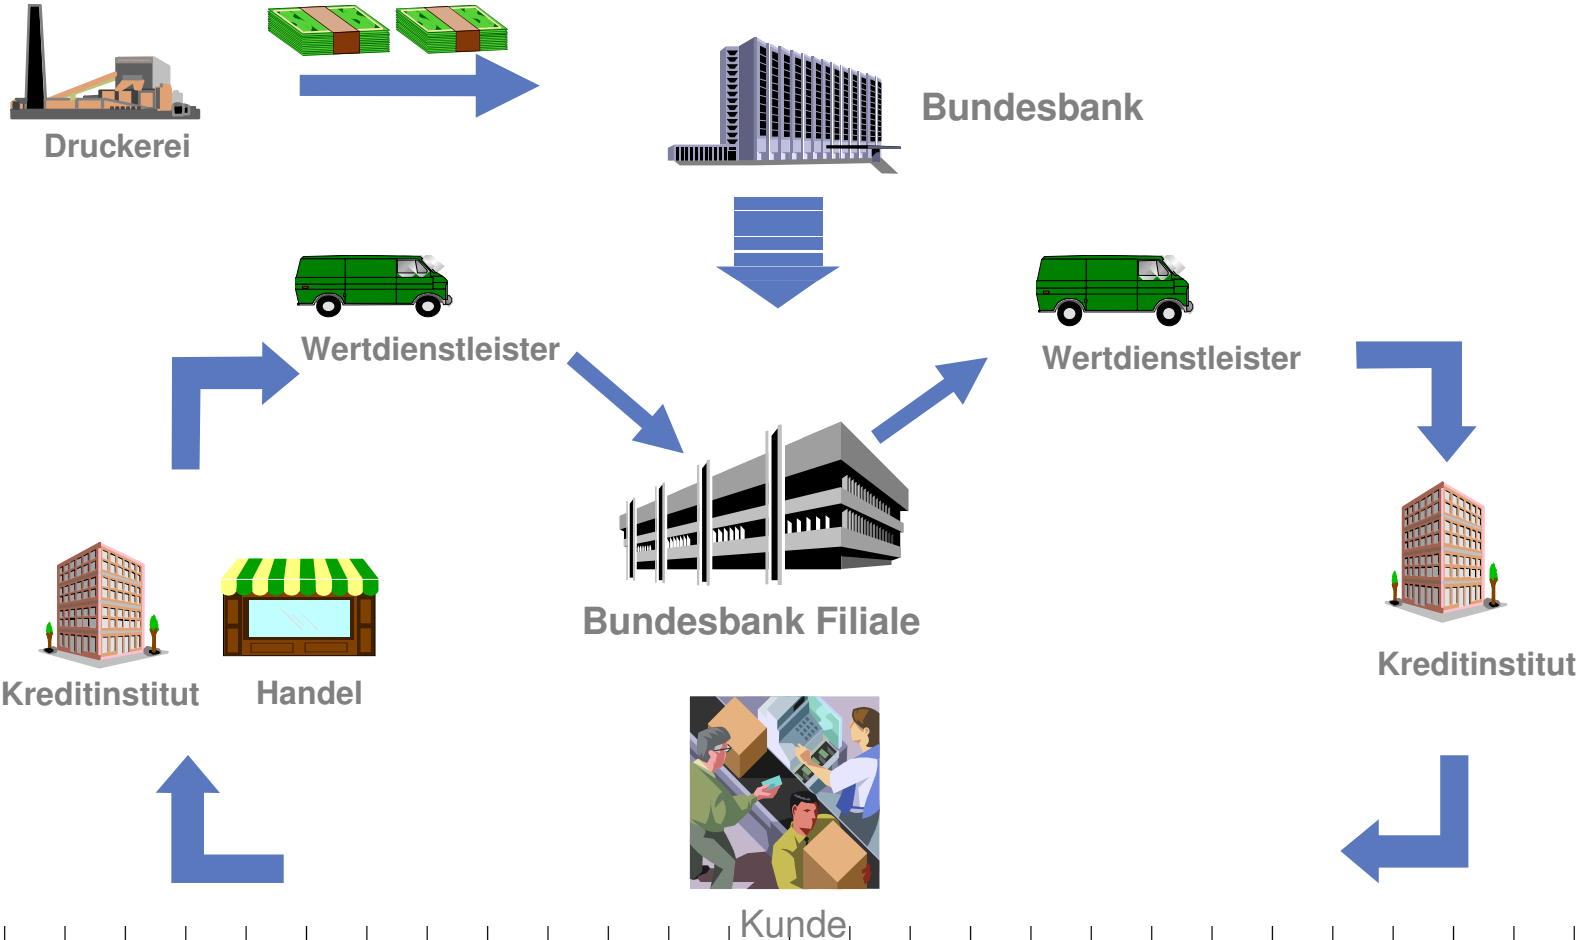 Druckerei
Bundesbank
Wertdienstleister
Wertdienstleister
Bundesbank Filiale
Kreditinstitut
Handel
Kreditinstitut
Kunde